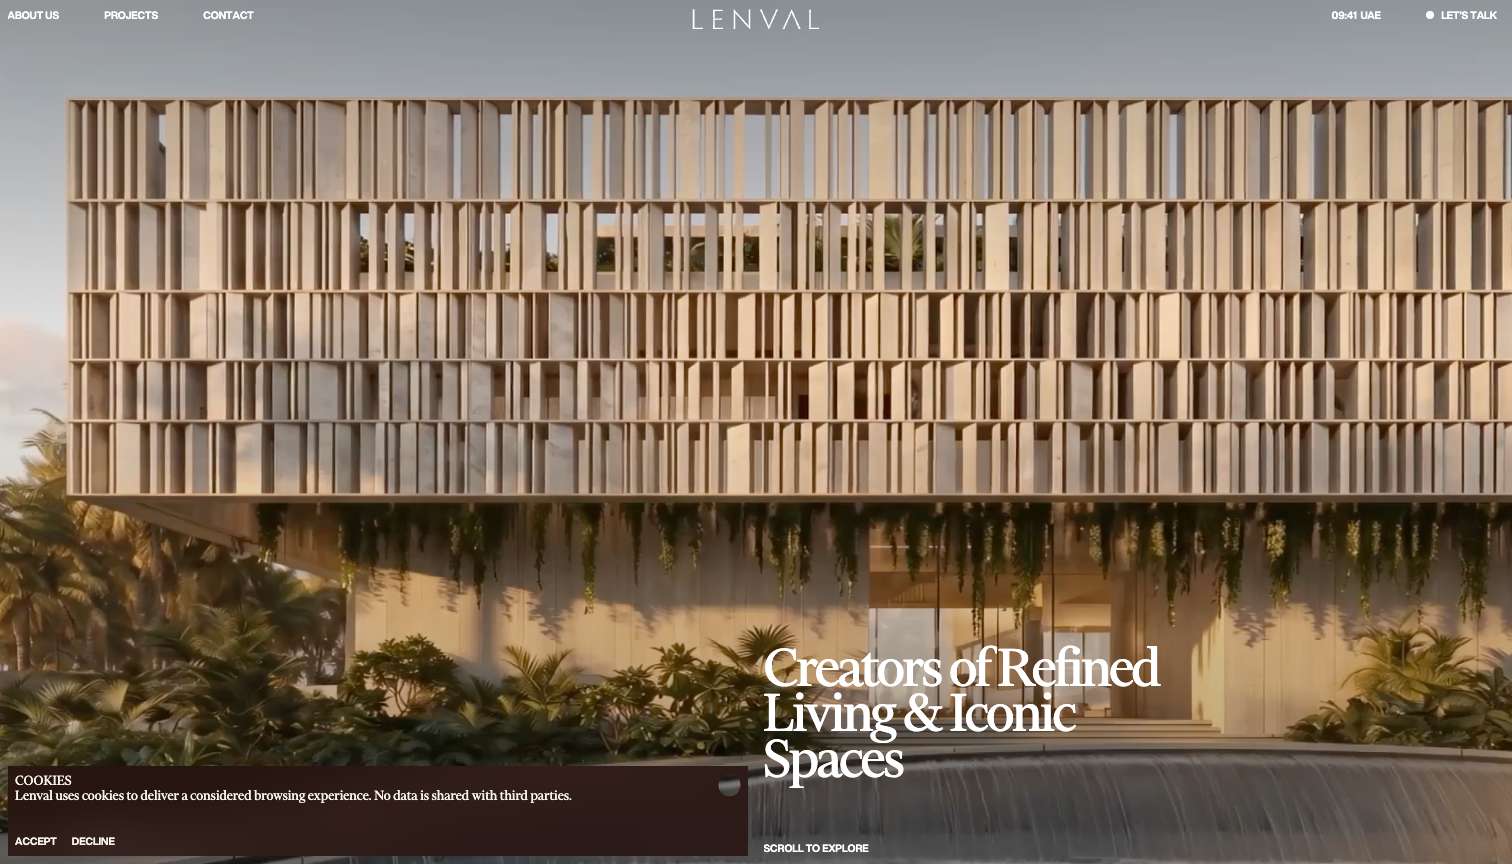 ABOUT US
PROJECTS
CONTACT
LENVAL
09:41 UAE
LET'S TALK
Creators of Refined
Living & Iconic
Spaces
COOKIES
Lenval uses cookies to deliver a considered browsing experience. No data is shared with third parties.
ACCEPT
DECLINE
SCROLL TO EXPLORE